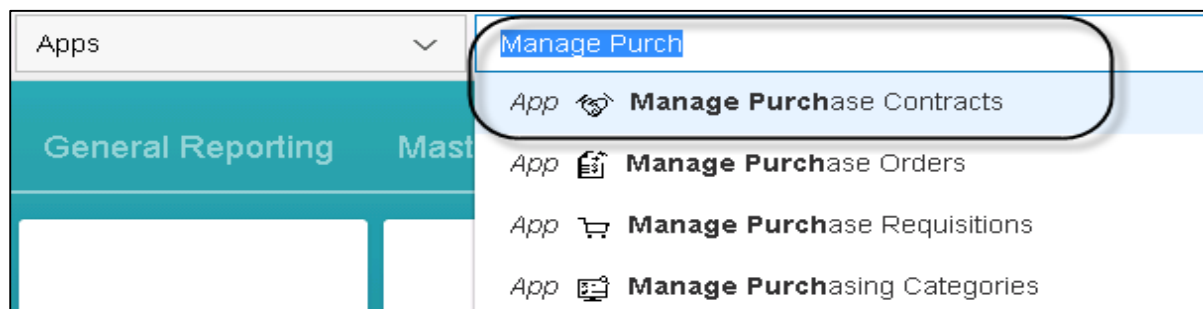 Apps
Manage Purch
App Manage Purchase Contracts
General Reporting Mast
App Manage Purchase Orders
App Manage Purchase Requisitions
App Manage Purchasing Categories